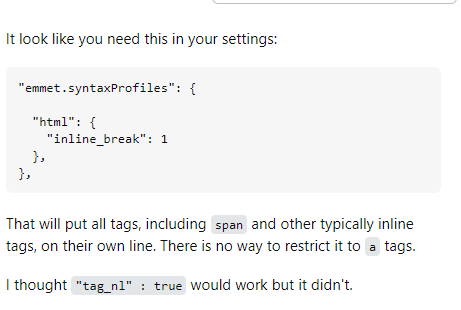 It look like you need this in your settings:
"emmet.syntaxProfiles": {
"html": {
"inline_break": 1
},
},
That will put all tags, including span and other typically inline
tags, on their own line. There is no way to restrict it to a tags.
I thought "tag_nl" : true would work but it didn't.